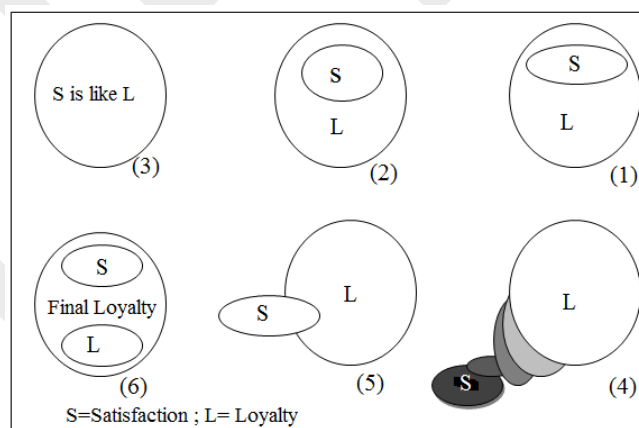 S is like L
(3)
S
L
(2)
S
L
(1)
S
Final Loyalty
L
(6)
S
L
(5)
L
S
(4)
S=Satisfaction ; L= Loyalty